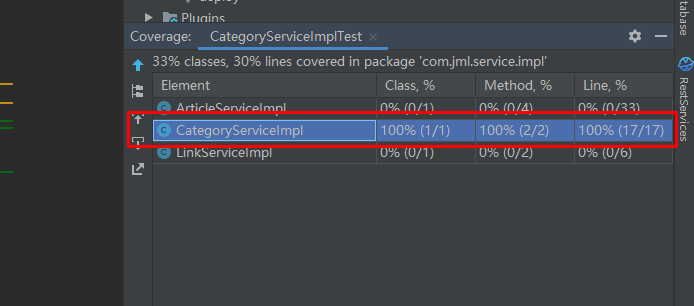 Plugins
Coverage: CategoryServiceImplTest
33% classes, 30% lines covered in package 'com.jml.service.impl'
Element Class, % Method, % Line, %
ArticleServiceImpl 0% (0/1) 0% (0/4) 0% (0/33)
CategoryServiceImpl 100% (1/1) 100% (2/2) 100% (17/17)
LinkServiceImpl 0% (0/1) 0% (0/2) 0% (0/6)
atabase
RestServices